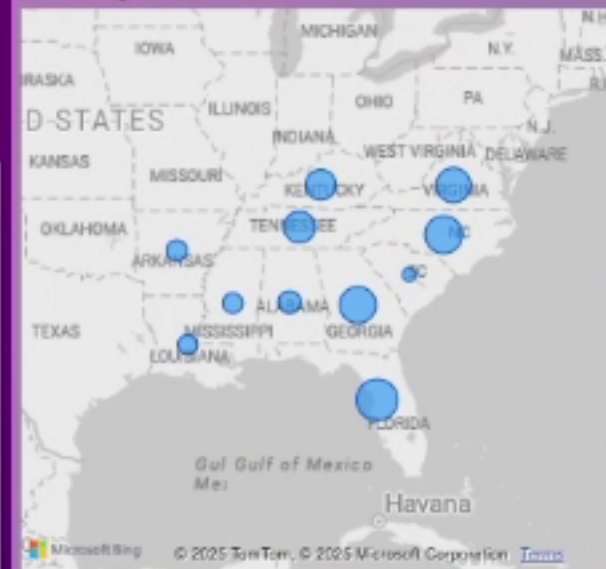 MICHIGAN
N.H
IOWA
N.Y.
MASS.
R.I
RASKA
ILLINOIS
OHIO
PA
D STATES
INDIANA
N.J.
WEST VIRGINIA
DELAWARE
KANSAS
MISSOURI
KENTUCKY
VIRGINIA
OKLAHOMA
TENNESSEE
NC
ARKANSAS
SC
ALABAMA
TEXAS
MISSISSIPPI
GEORGIA
LOUISIANA
FLORIDA
Gul Gulf of Mexico
Me:
Havana
Microsoft Bing
© 2025 TomTom, © 2025 Microsoft Corporation Terms